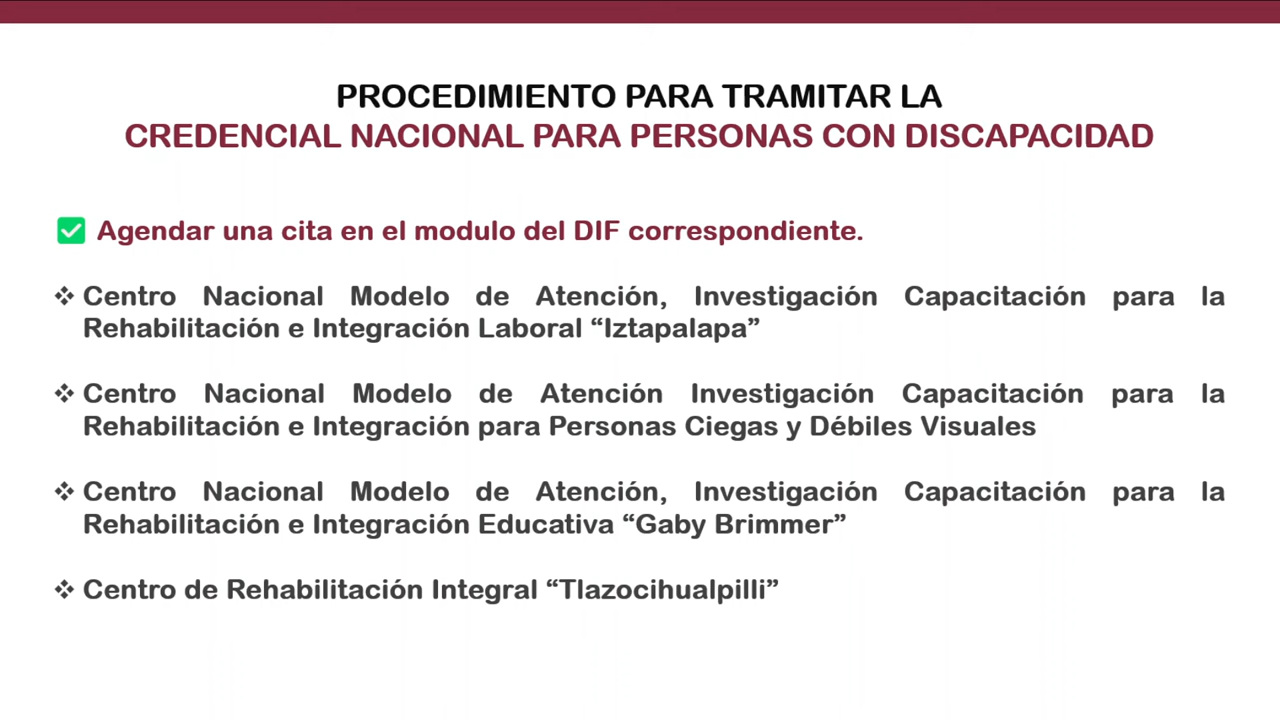 PROCEDIMIENTO PARA TRAMITAR LA
CREDENCIAL NACIONAL PARA PERSONAS CON DISCAPACIDAD
✅ Agendar una cita en el modulo del DIF correspondiente.
❖ Centro Nacional Modelo de Atención, Investigación Capacitación para la
Rehabilitación e Integración Laboral “Iztapalapa”
❖ Centro Nacional Modelo de Atención Investigación Capacitación para la
Rehabilitación e Integración para Personas Ciegas y Débiles Visuales
❖ Centro Nacional Modelo de Atención, Investigación Capacitación para la
Rehabilitación e Integración Educativa “Gaby Brimmer”
❖ Centro de Rehabilitación Integral “Tlazocihualpilli”